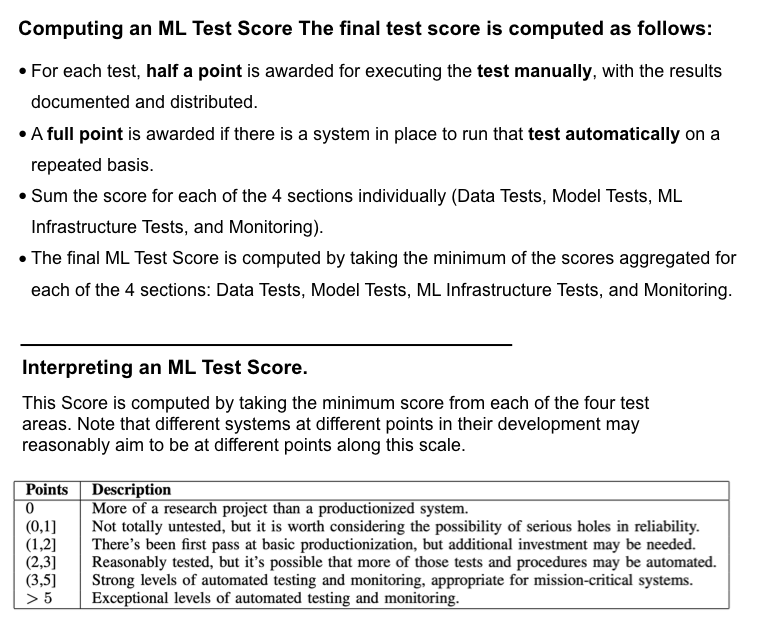 Computing an ML Test Score The final test score is computed as follows:
• For each test, half a point is awarded for executing the test manually, with the results
documented and distributed.
• A full point is awarded if there is a system in place to run that test automatically on a
repeated basis.
• Sum the score for each of the 4 sections individually (Data Tests, Model Tests, ML
Infrastructure Tests, and Monitoring).
• The final ML Test Score is computed by taking the minimum of the scores aggregated for
each of the 4 sections: Data Tests, Model Tests, ML Infrastructure Tests, and Monitoring.
Interpreting an ML Test Score.
This Score is computed by taking the minimum score from each of the four test
areas. Note that different systems at different points in their development may
reasonably aim to be at different points along this scale.
Points Description
0 More of a research project than a productionized system.
(0,1] Not totally untested, but it is worth considering the possibility of serious holes in reliability.
(1,2] There's been first pass at basic productionization, but additional investment may be needed.
(2,3] Reasonably tested, but it's possible that more of those tests and procedures may be automated.
(3,5] Strong levels of automated testing and monitoring, appropriate for mission-critical systems.
> 5 Exceptional levels of automated testing and monitoring.